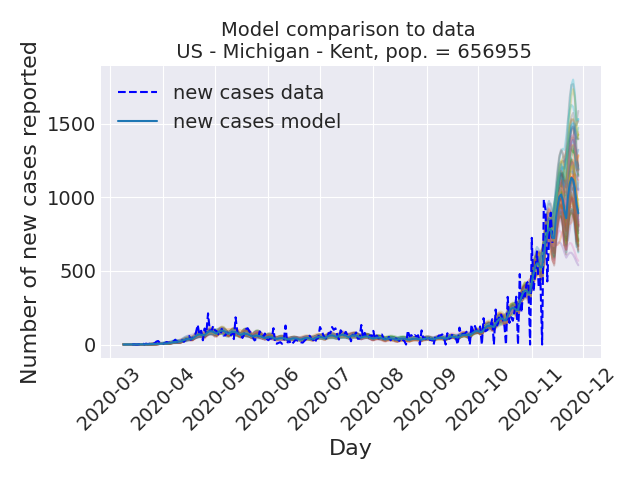 Model comparison to data
US - Michigan - Kent, pop. = 656955
Number of new cases reported
new cases data
new cases model
1500
1000
500
0
2020-03
2020-04
2020-05
2020-06
2020-07
2020-08
2020-09
2020-10
2020-11
2020-12
Day